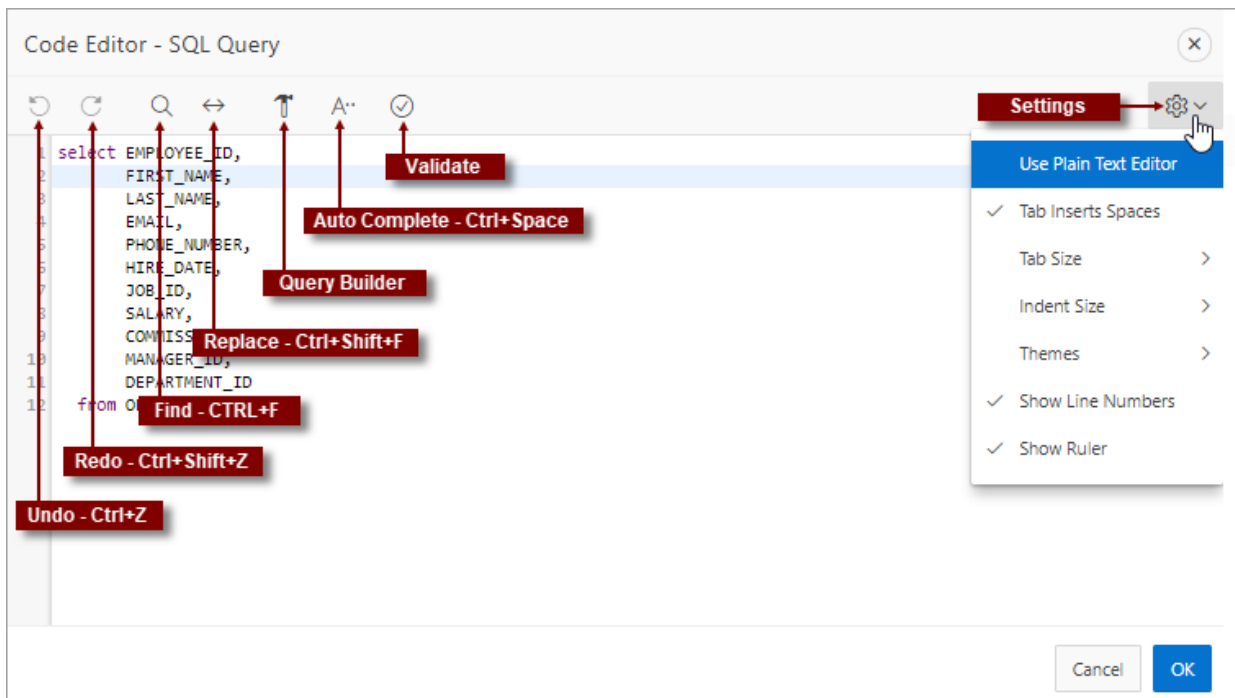 Code Editor - SQL Query
A
Settings
1 select EMPLOYEE_ID,
2 FIRST_NAME,
3 LAST_NAME,
4 EMAIL,
5 PHONE_NUMBER,
6 HIRE_DATE,
7 JOB_ID,
8 SALARY,
9 COMMISS
10 MANAGER_ID,
11 DEPARTMENT_ID
12 from
Validate
Auto Complete - Ctrl+Space
Query Builder
Replace - Ctrl+Shift+F
Find - CTRL+F
Redo - Ctrl+Shift+Z
Undo - Ctrl+Z
Use Plain Text Editor
Tab Inserts Spaces
Tab Size
Indent Size
Themes
Show Line Numbers
Show Ruler
Cancel
OK